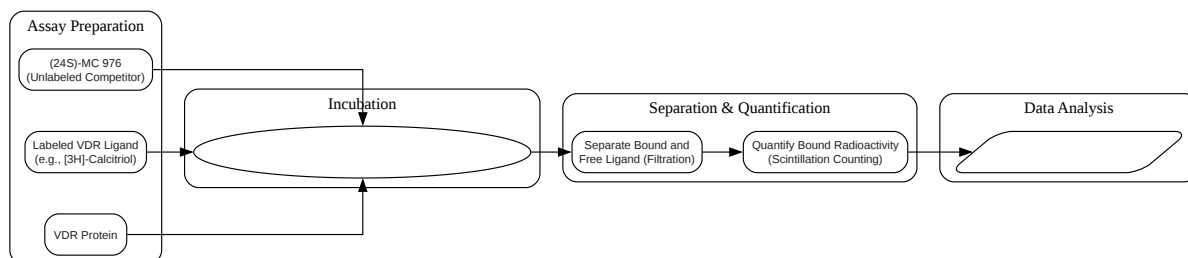 Assay Preparation
(24S)-MC 976
(Unlabeled Competitor)
Labeled VDR Ligand
(e.g., [3H]-Calcitriol)
VDR Protein
Incubation
Separation & Quantification
Separate Bound and
Free Ligand (Filtration)
Quantify Bound Radioactivity
(Scintillation Counting)
Data Analysis